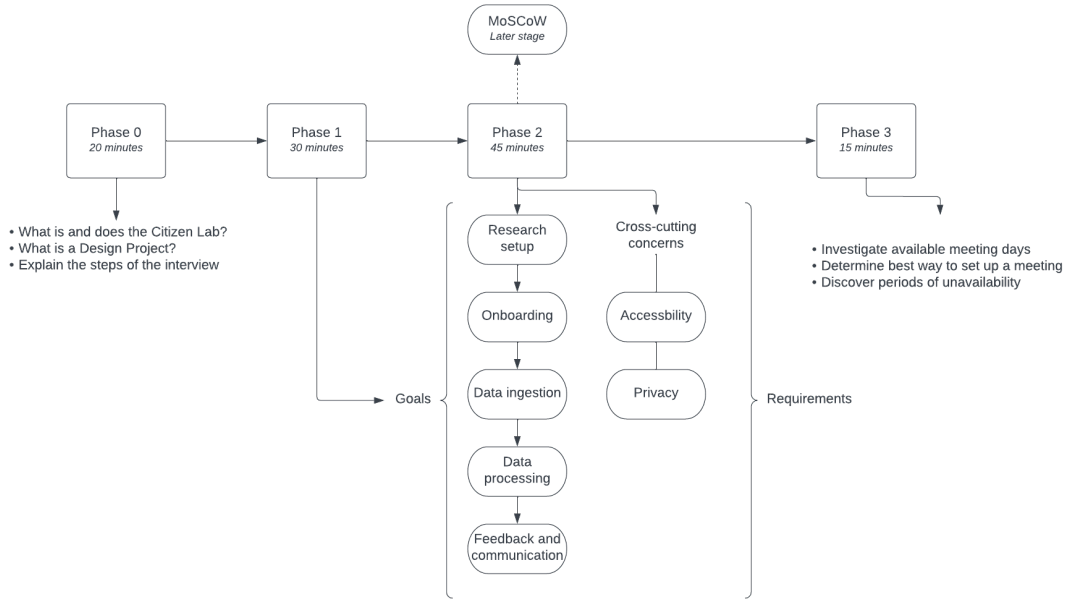 MoSCoW
Later stage
Phase 0
20 minutes
Phase 1
30 minutes
Phase 2
45 minutes
Phase 3
15 minutes
• What is and does the Citizen Lab?
• What is a Design Project?
• Explain the steps of the interview
Research
setup
Cross-cutting
concerns
• Investigate available meeting days
• Determine best way to set up a meeting
• Discover periods of unavailability
Onboarding
Accessbility
Goals
Data ingestion
Privacy
Requirements
Data
processing
Feedback and
communication